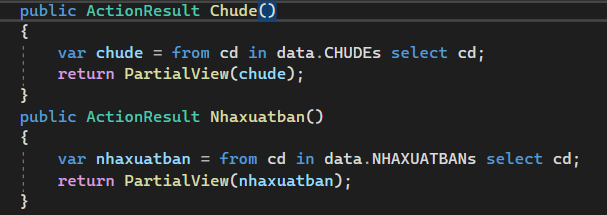 public ActionResult Chude()
{
var chude = from cd in data.CHUDEs select cd;
return PartialView(chude);
}
public ActionResult Nhaxuatban()
{
var nhaxuatban = from cd in data.NHAXUATBANs select cd;
return PartialView(nhaxuatban);
}